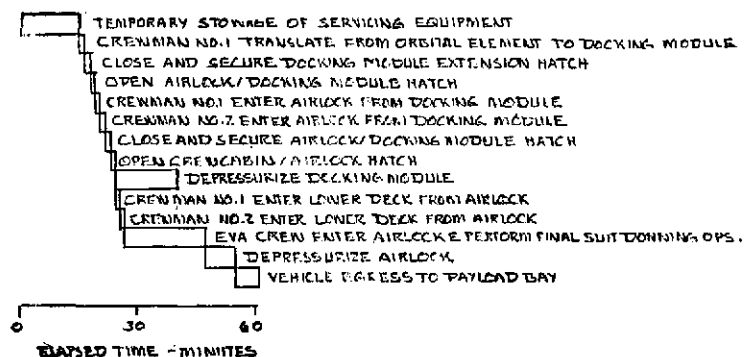 TEMPORARY STOWAGE OF SERVICING EQUIPMENT
CREWMAN NO.1 TRANSLATE FROM ORBITAL ELEMENT TO DOCKING MODULE
CLOSE AND SECURE DOCKING MODULE EXTENSION HATCH
OPEN AIRLOCK/DOCKING MODULE HATCH
CREWMAN NO.1 ENTER AIRLOCK FROM DOCKING MODULE
CREWMAN NO.2 ENTER AIRLOCK FROM DOCKING MODULE
CLOSE AND SECURE AIRLOCK/DOCKING MODULE HATCH
OPEN CREWCABIN/AIRLOCK HATCH
DEPRESSURIZE DOCKING MODULE
CREWMAN NO.1 ENTER LOWER DECK FROM AIRLOCK
CREWMAN NO.2 ENTER LOWER DECK FROM AIRLOCK
EVA CREW ENTER AIRLOCK & PERFORM FINAL SUIT DONNING OPS.
DEPRESSURIZE AIRLOCK
VEHICLE EGRESS TO PAYLOAD BAY
0 30 60
ELAPSED TIME - MINUTES